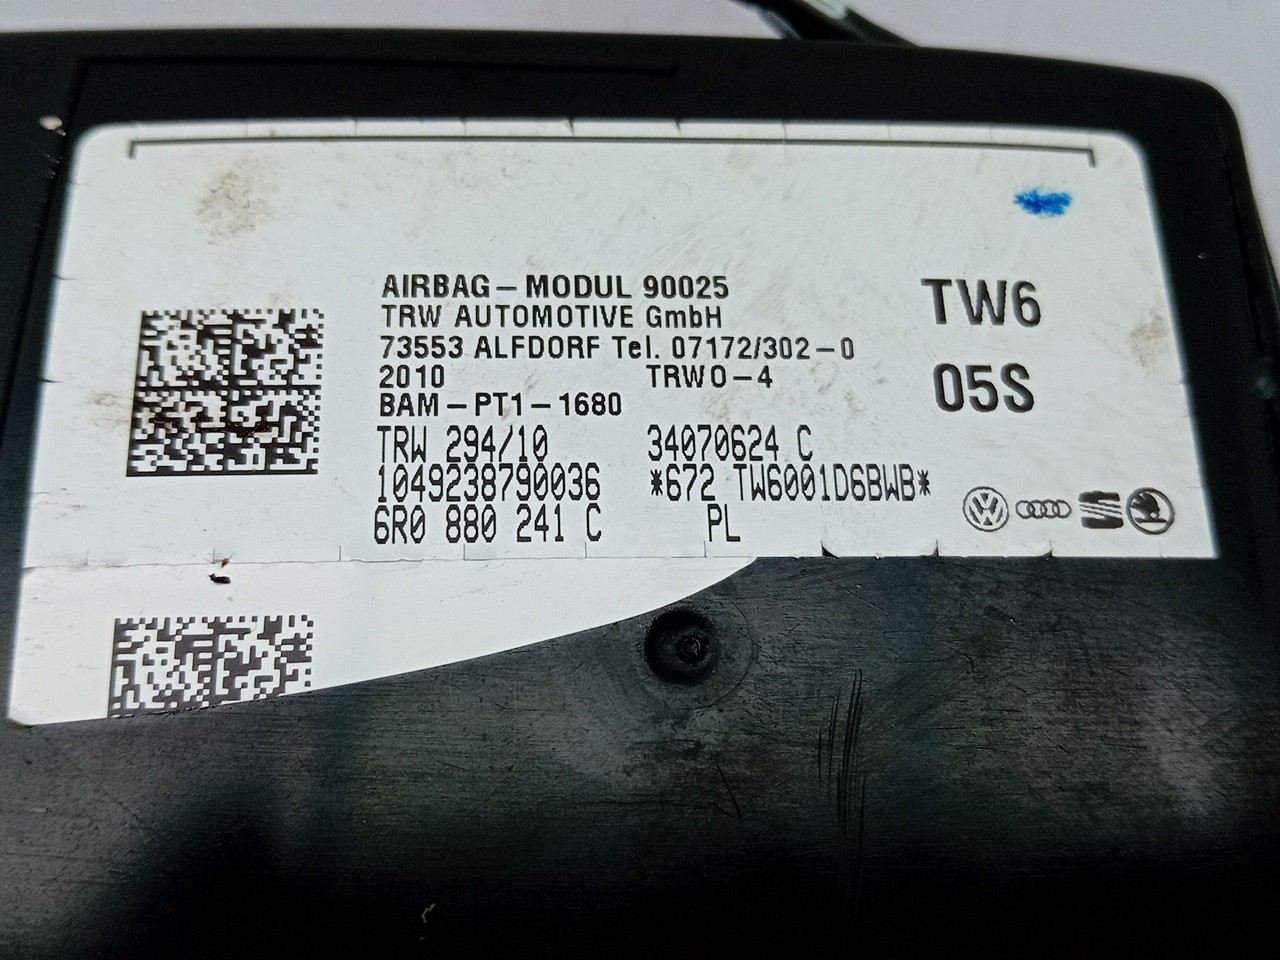 AIRBAG-MODUL 90025
TRW AUTOMOTIVE GmbH
73553 ALFDORF Tel. 07172/302-0
2010 TRWO-4
BAM-PT1-1680
TRW 294/10 34070624 C
1049238790036 *672 TW6001D6BWB*
6R0 880 241 C PL
TW6
05S